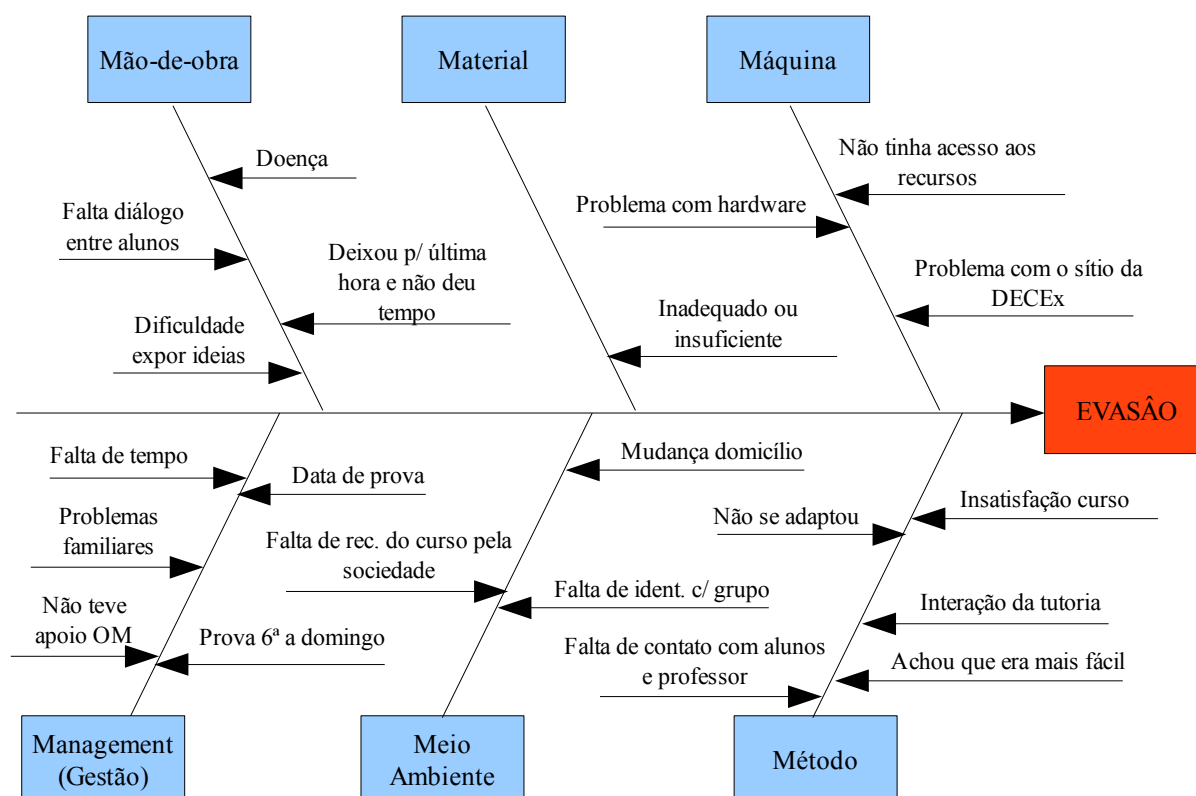 Mão-de-obra
Material
Máquina
Doença
Falta diálogo
entre alunos
Deixou p/ última
hora e não deu
tempo
Dificuldade
expor ideias
Inadequado ou
insuficiente
Não tinha acesso aos
recursos
Problema com hardware
Problema com o sítio da
DECEx
EVASÂO
Falta de tempo
Data de prova
Problemas
familiares
Não teve
apoio OM
Prova 6ª a domingo
Mudança domicílio
Falta de rec. do curso pela
sociedade
Falta de ident. c/ grupo
Insatisfação curso
Não se adaptou
Interação da tutoria
Falta de contato com alunos
e professor
Achou que era mais fácil
Management
(Gestão)
Meio
Ambiente
Método